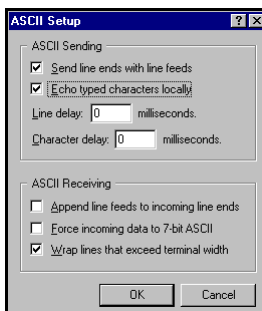 ASCII Setup
ASCII Sending
Send line ends with line feeds
Echo typed characters locally
Line delay: 0 milliseconds.
Character delay: 0 milliseconds.
ASCII Receiving
Append line feeds to incoming line ends
Force incoming data to 7-bit ASCII
Wrap lines that exceed terminal width
OK Cancel